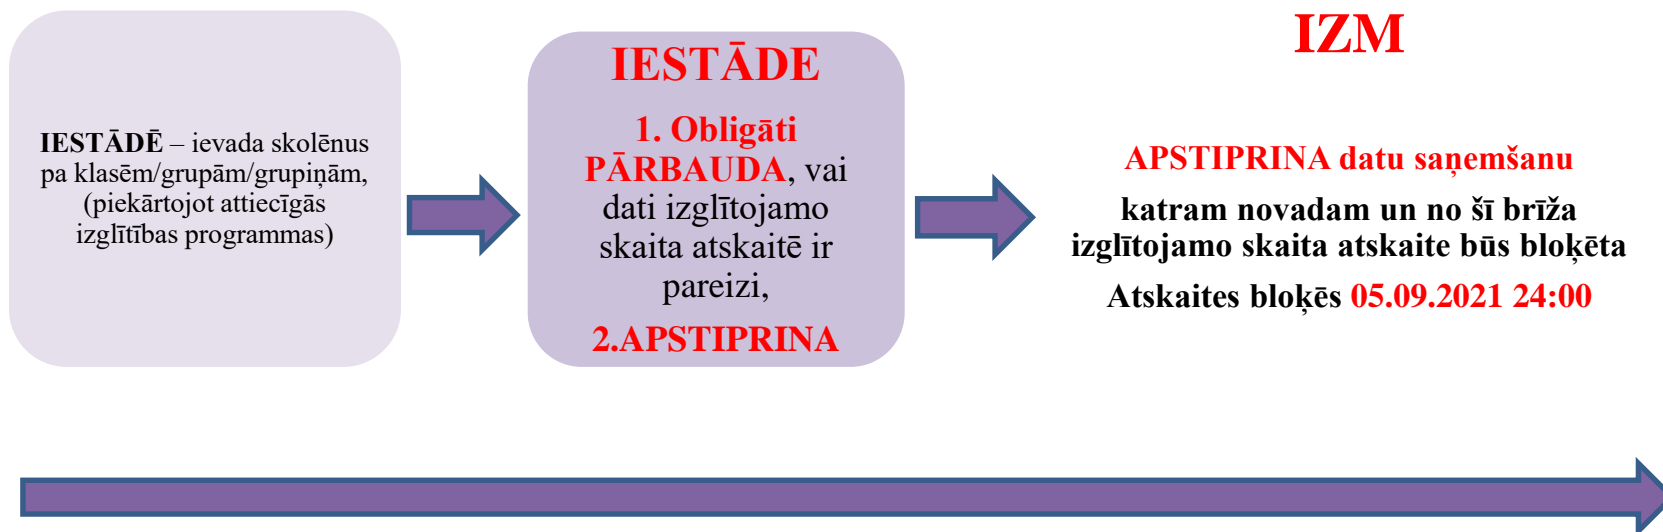 IESTĀDĒ – ievada skolēnus
pa klasēm/grupām/grupiņām,
(piekārtojot attiecīgās
izglītības programmas)
IESTĀDE
1. Obligāti
PĀRBAUDA, vai
dati izglītojamo
skaita atskaitē ir
pareizi,
2.APSTIPRINA
IZM
APSTIPRINA datu saņemšanu
katram novadam un no šī brīža
izglītojamo skaita atskaite būs bloķēta
Atskaites bloķēs 05.09.2021 24:00